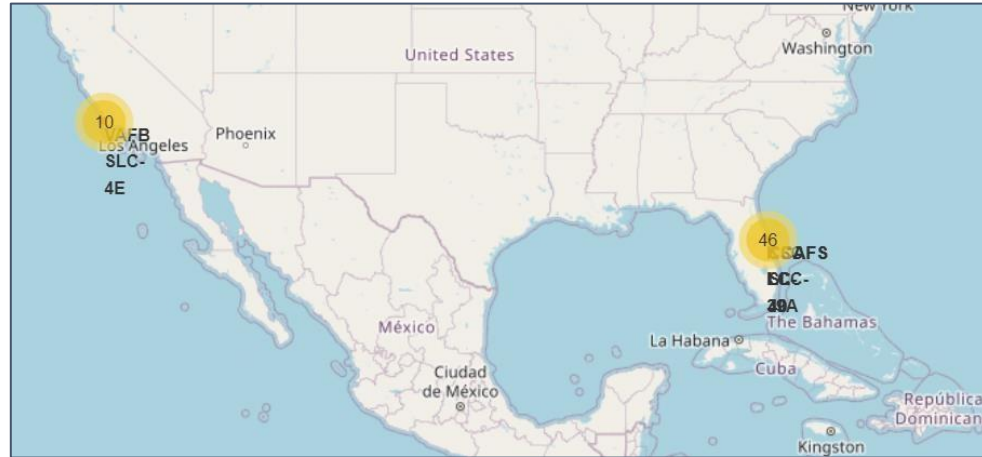 New York
Washington
United States
10
VAFB
Los Angeles
SLC-
4E
Phoenix
46
México
The Bahamas
La Habana
Cuba
Ciudad
de México
República
Dominican
Kingston